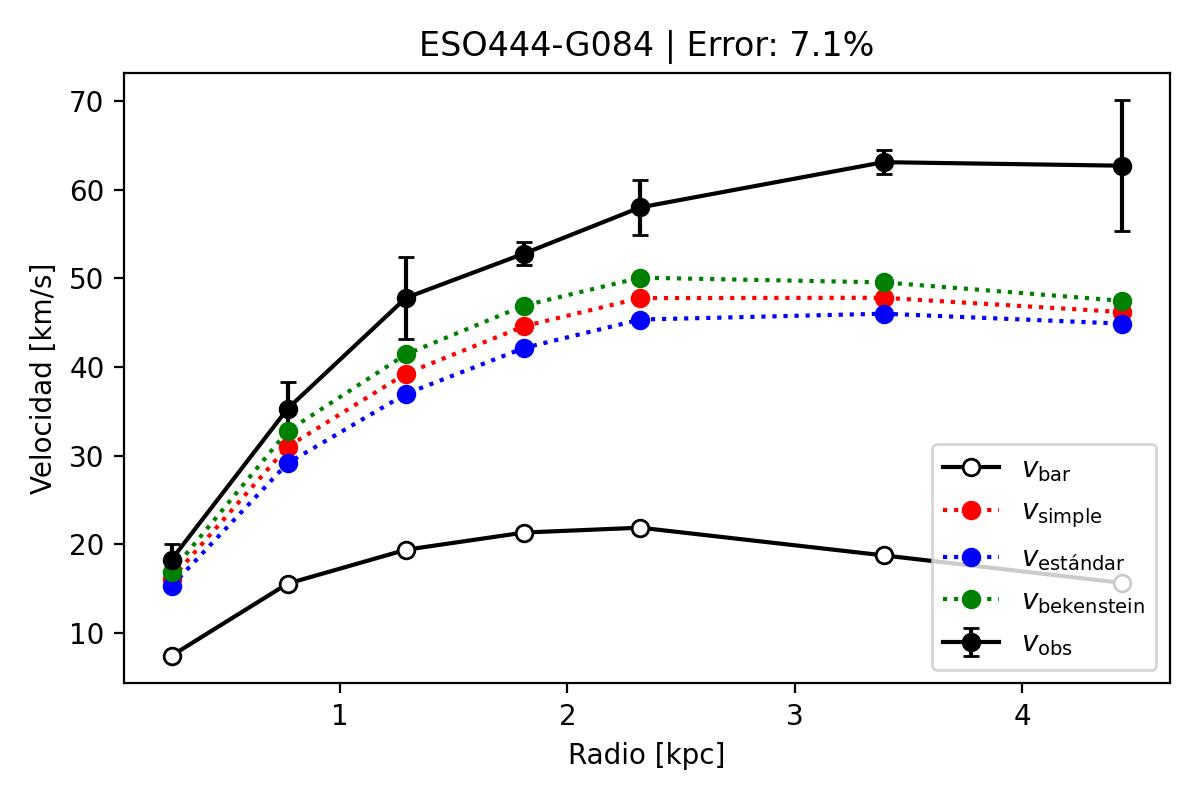 ESO444-G084 | Error: 7.1%
Velocidad [km/s]
70
60
50
40
30
20
10
v_bar
v_simple
v_estándar
v_bekenstein
v_obs
1 2 3 4
Radio [kpc]